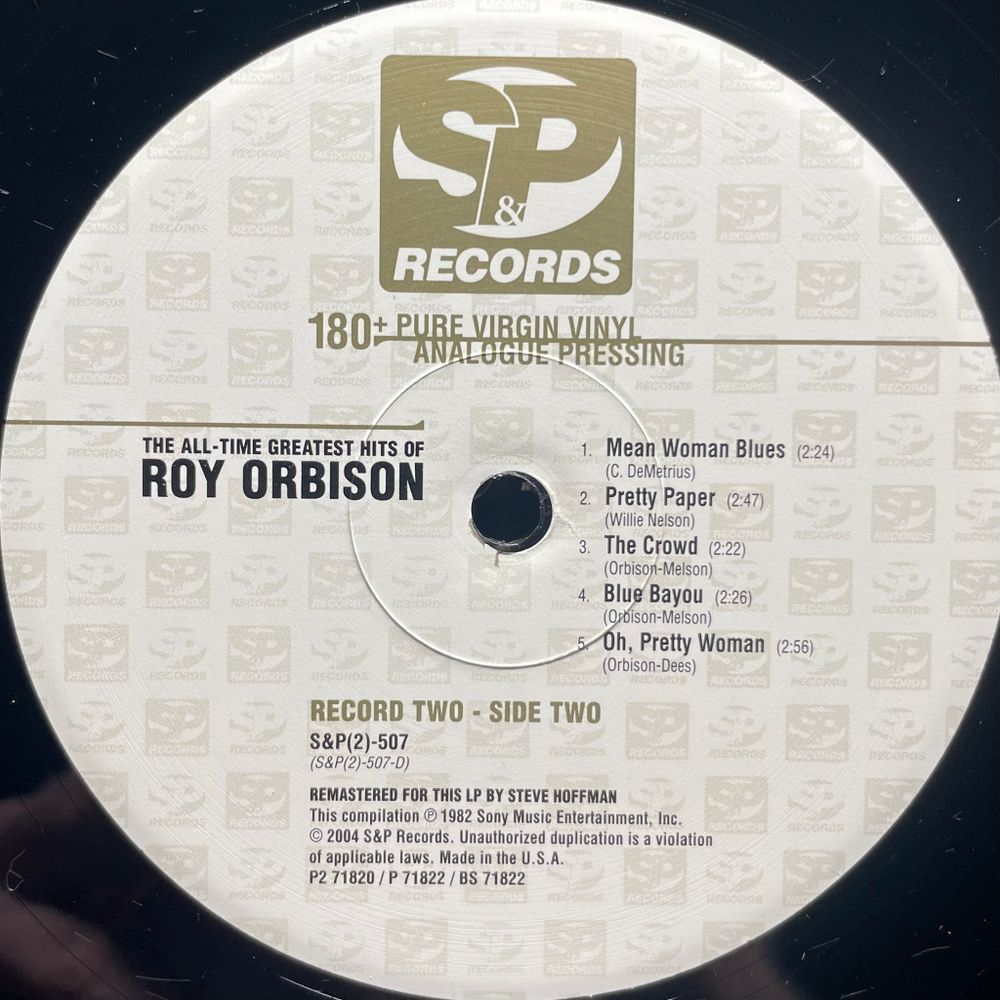 S&P
RECORDS
180+ PURE VIRGIN VINYL
ANALOGUE PRESSING
THE ALL-TIME GREATEST HITS OF
ROY ORBISON
1. Mean Woman Blues (2:24)
(C. DeMetrius)
2. Pretty Paper (2:47)
(Willie Nelson)
3. The Crowd (2:22)
(Orbison-Melson)
4. Blue Bayou (2:26)
(Orbison-Melson)
5. Oh, Pretty Woman (2:56)
(Orbison-Dees)
RECORD TWO - SIDE TWO
S&P(2)-507
(S&P(2)-507-D)
REMASTERED FOR THIS LP BY STEVE HOFFMAN
This compilation ℗ 1982 Sony Music Entertainment, Inc.
© 2004 S&P Records. Unauthorized duplication is a violation
of applicable laws. Made in the U.S.A.
P2 71820 / P 71822 / BS 71822